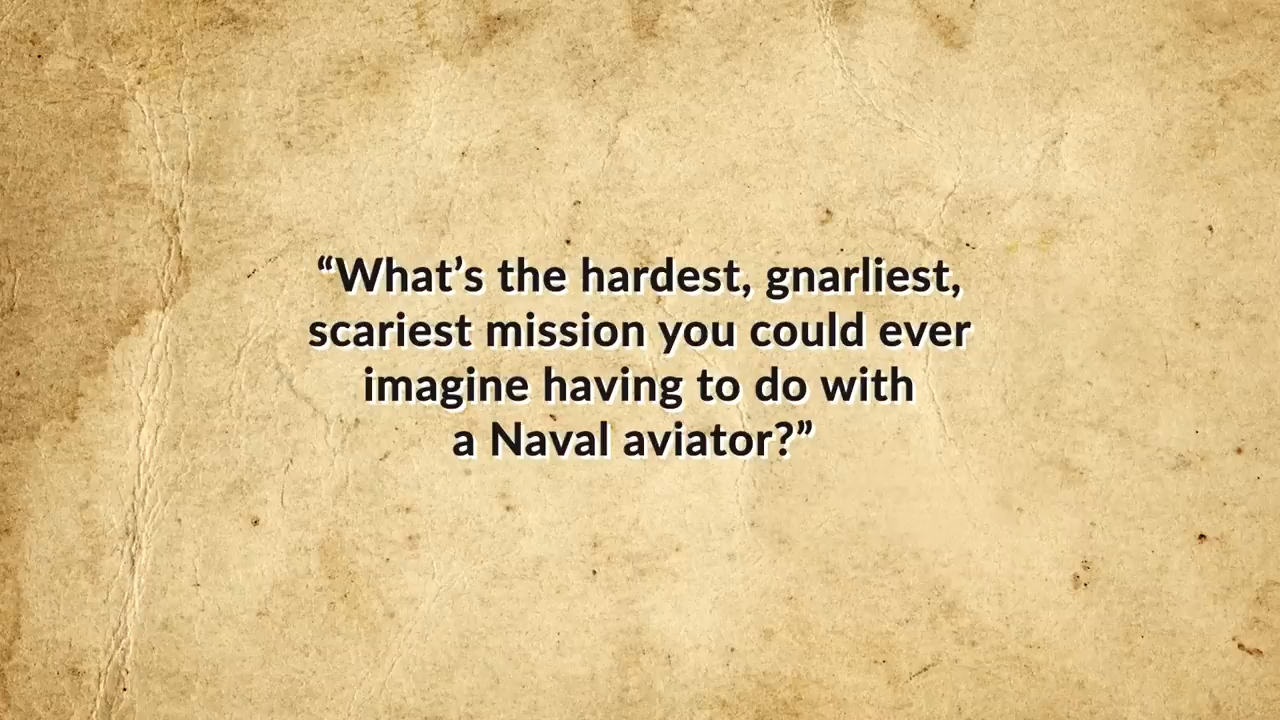 “What’s the hardest, gnarliest,
scariest mission you could ever
imagine having to do with
a Naval aviator?”